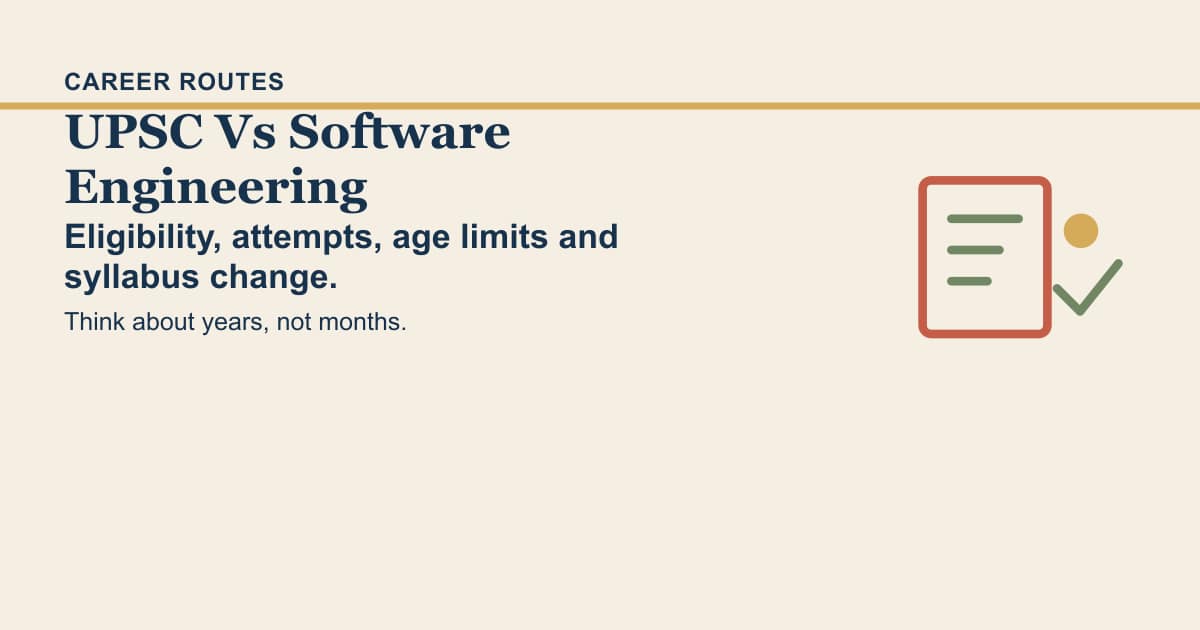 CAREER ROUTES
UPSC Vs Software
Engineering
Eligibility, attempts, age limits and
syllabus change.
Think about years, not months.